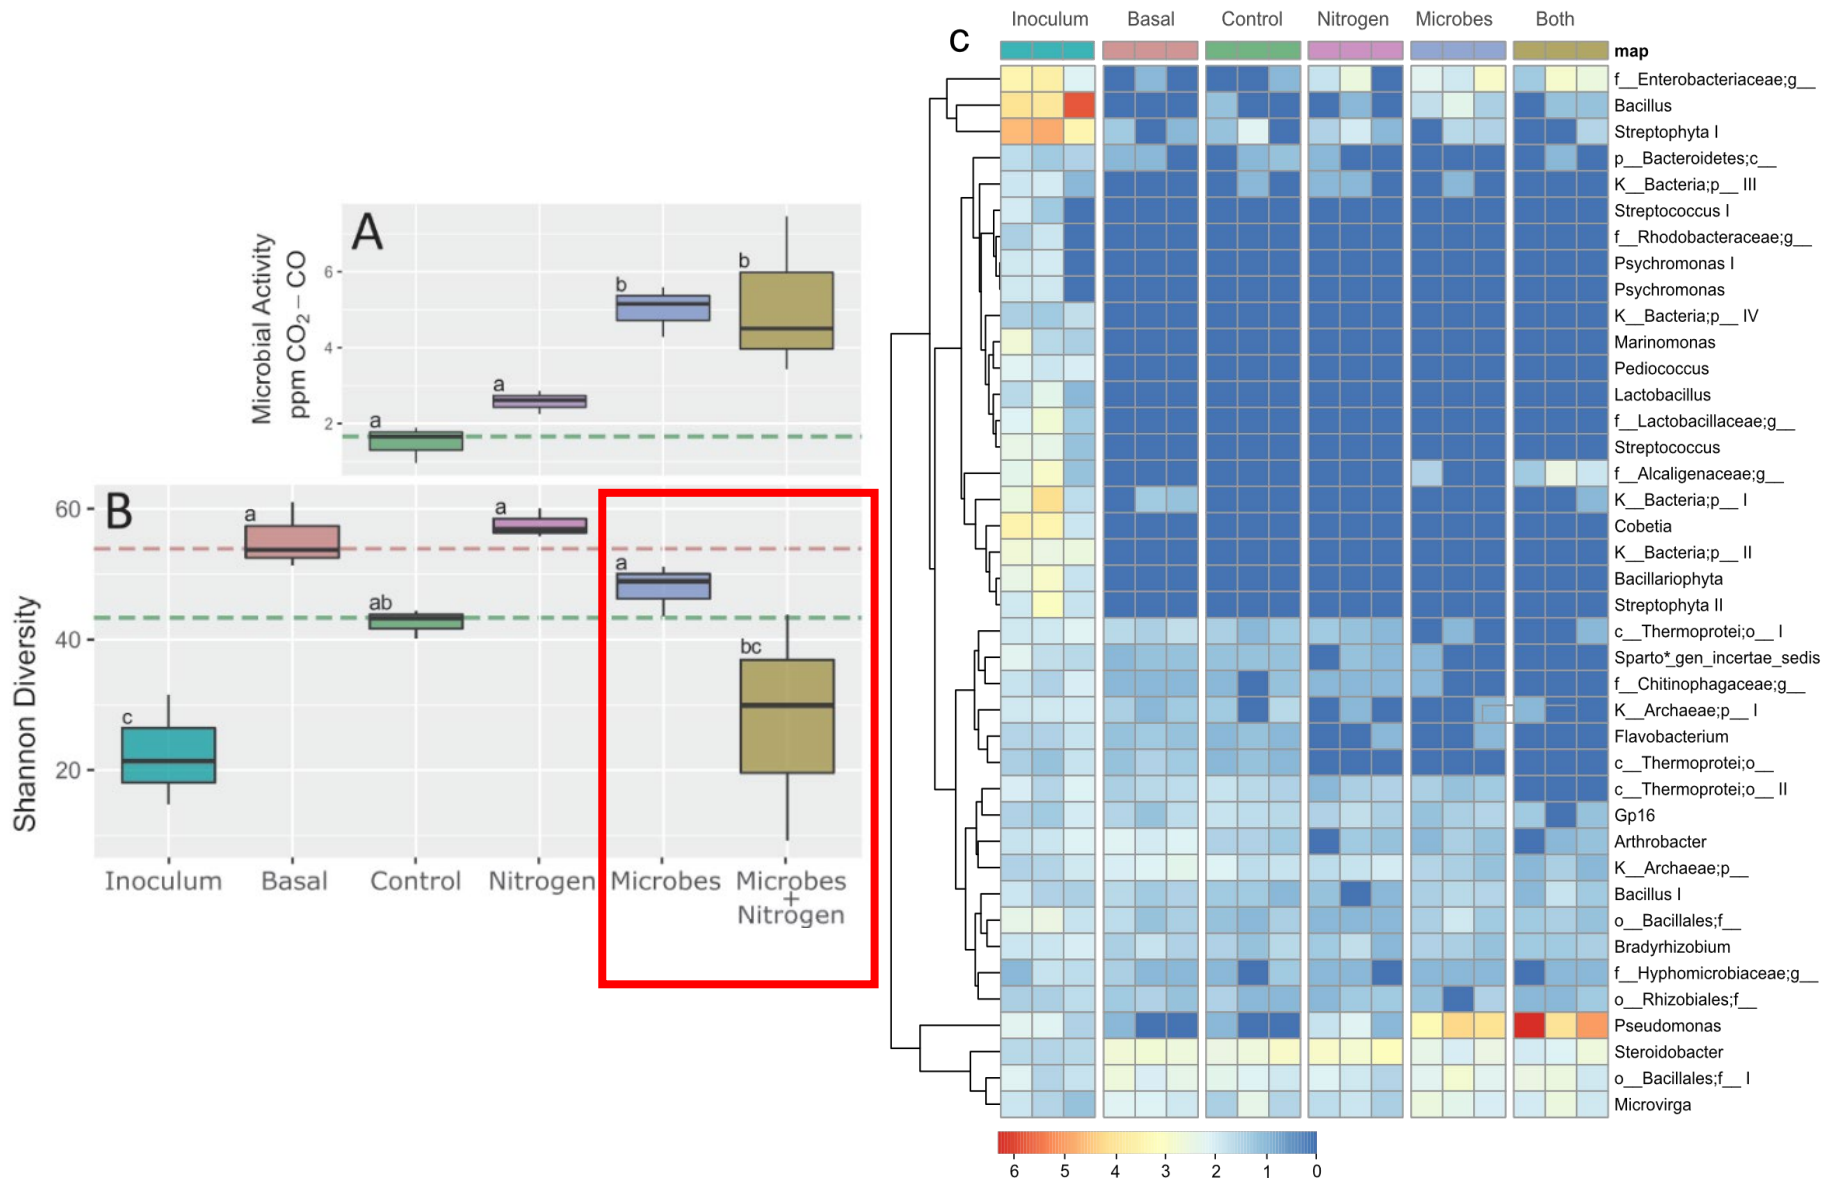 A
Microbial Activity
ppm CO2 – CO
6
4
2
a
a
b
b
B
Shannon Diversity
60
40
20
c
a
ab
a
a
bc
Inoculum
Basal
Control
Nitrogen
Microbes
Microbes
+
Nitrogen
C
Inoculum Basal Control Nitrogen Microbes Both
map
f__Enterobacteriaceae;g__
Bacillus
Streptophyta I
p__Bacteroidetes;c__
K__Bacteria;p__ III
Streptococcus I
f__Rhodobacteraceae;g__
Psychromonas I
Psychromonas
K__Bacteria;p__ IV
Marinomonas
Pediococcus
Lactobacillus
f__Lactobacillaceae;g__
Streptococcus
f__Alcaligenaceae;g__
K__Bacteria;p__ I
Cobetia
K__Bacteria;p__ II
Bacillariophyta
Streptophyta II
c__Thermoprotei;o__ I
Sparto*_gen_incertae_sedis
f__Chitinophagaceae;g__
K__Archaeae;p__ I
Flavobacterium
c__Thermoprotei;o__
c__Thermoprotei;o__ II
Gp16
Arthrobacter
K__Archaeae;p__
Bacillus I
o__Bacillales;f__
Bradyrhizobium
f__Hyphomicrobiaceae;g__
o__Rhizobiales;f__
Pseudomonas
Steroidobacter
o__Bacillales;f__ I
Microvirga
6 5 4 3 2 1 0